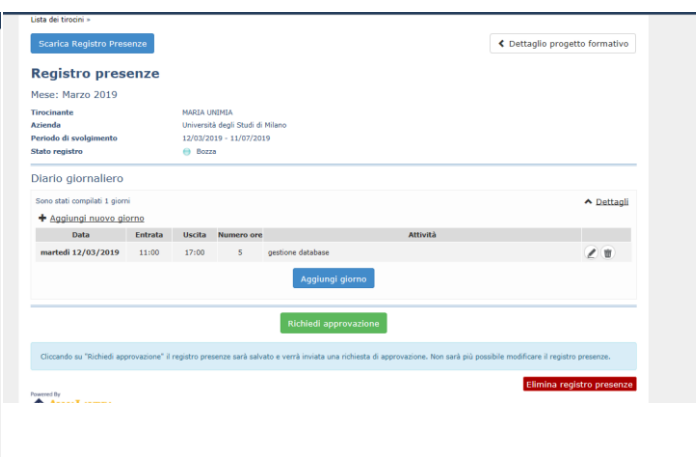 Lista dei tirocini »
Scarica Registro Presenze
Dettaglio progetto formativo
Registro presenze
Mese: Marzo 2019
Tirocinante MARIA UNIMIA
Azienda Università degli Studi di Milano
Periodo di svolgimento 12/03/2019 - 11/07/2019
Stato registro Bozza
Diario giornaliero
Sono stati compilati 1 giorni
Dettagli
Aggiungi nuovo giorno
Data Entrata Uscita Numero ore Attività
martedì 12/03/2019 11:00 17:00 5 gestione database
Aggiungi giorno
Richiedi approvazione
Cliccando su "Richiedi approvazione" il registro presenze sarà salvato e verrà inviata una richiesta di approvazione. Non sarà più possibile modificare il registro presenze.
Elimina registro presenze
Powered By